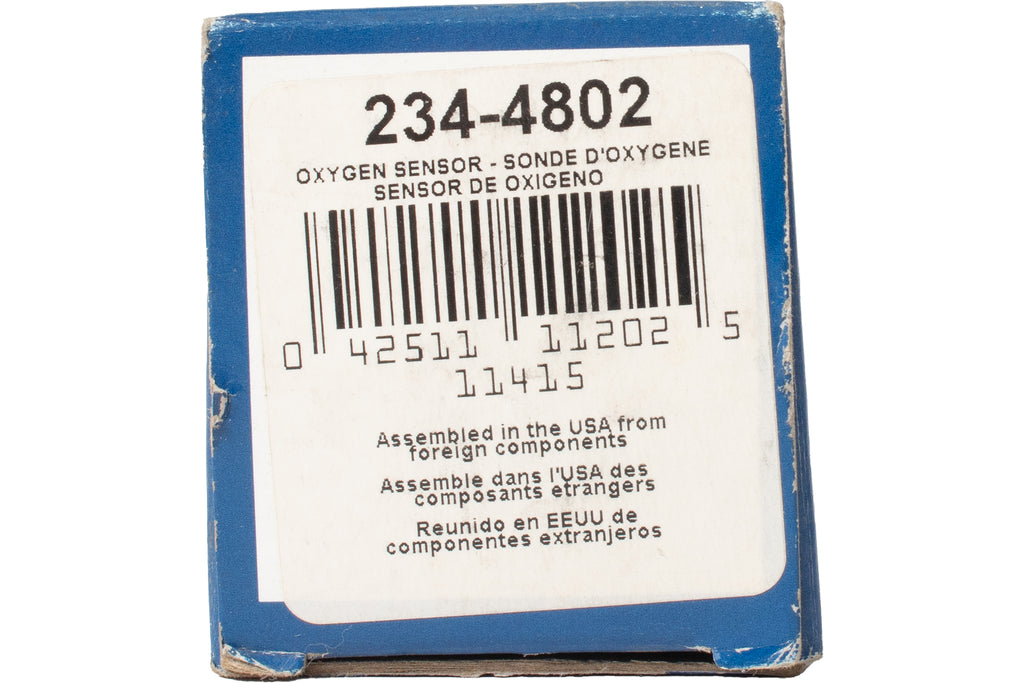 234-4802
OXYGEN SENSOR - SONDE D'OXYGENE
SENSOR DE OXIGENO
0 42511 11202 5
11415
Assembled in the USA from
foreign components
Assemble dans l'USA des
composants etrangers
Reunido en EEUU de
componentes extranjeros